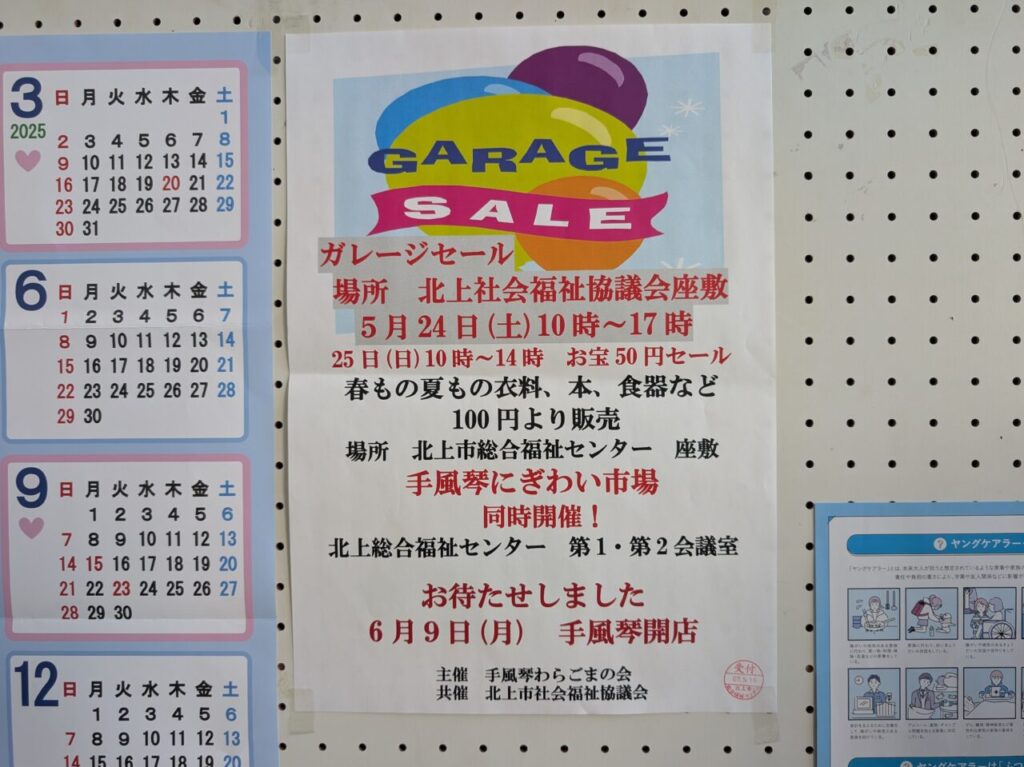 3 日 月 火 水 木 金 土
2025
1
2 3 4 5 6 7 8
9 10 11 12 13 14 15
16 17 18 19 20 21 22
23 24 25 26 27 28 29
30 31
6 日 月 火 水 木 金 土
1 2 3 4 5 6 7
8 9 10 11 12 13 14
15 16 17 18 19 20 21
22 23 24 25 26 27 28
29 30
9 日 月 火 水 木 金 土
1 2 3 4 5 6
7 8 9 10 11 12 13
14 15 16 17 18 19 20
21 22 23 24 25 26 27
28 29 30
12 日 月 火 水 木 金 土
1 2 3 4 5 6
7 8 9 10 11 12 13
14 15 16 17 18 19 20
GARAGE
SALE
ガレージセール
場所 北上社会福祉協議会座敷
5月24日(土)10時～17時
25日(日)10時～14時 お宝50円セール
春もの夏もの衣料、本、食器など
100円より販売
場所 北上市総合福祉センター 座敷
手風琴にぎわい市場
同時開催！
北上総合福祉センター 第1・第2会議室
お待たせしました
6月9日(月) 手風琴開店
主催 手風琴わらごまの会
共催 北上市社会福祉協議会
受付
? ヤングケアラー